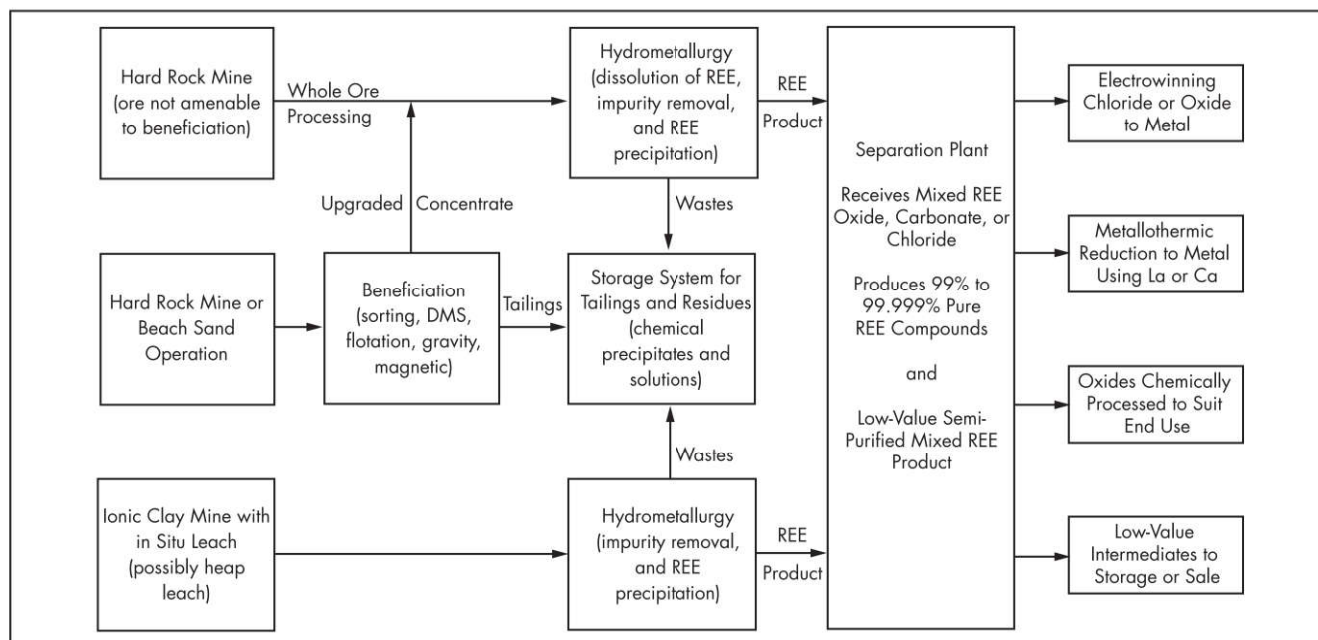 Hard Rock Mine
(ore not amenable
to beneficiation)
Whole Ore
Processing
Hydrometallurgy
(dissolution of REE,
impurity removal,
and REE
precipitation)
REE
Product
Upgraded Concentrate
Wastes
Hard Rock Mine or
Beach Sand
Operation
Beneficiation
(sorting, DMS,
flotation, gravity,
magnetic)
Tailings
Storage System for
Tailings and Residues
(chemical
precipitates and
solutions)
Wastes
Ionic Clay Mine with
in Situ Leach
(possibly heap
leach)
Hydrometallurgy
(impurity removal,
and REE
precipitation)
REE
Product
Separation Plant
Receives Mixed REE
Oxide, Carbonate, or
Chloride
Produces 99% to
99.999% Pure
REE Compounds
and
Low-Value Semi-
Purified Mixed REE
Product
Electrowinning
Chloride or Oxide
to Metal
Metallothermic
Reduction to Metal
Using La or Ca
Oxides Chemically
Processed to Suit
End Use
Low-Value
Intermediates to
Storage or Sale